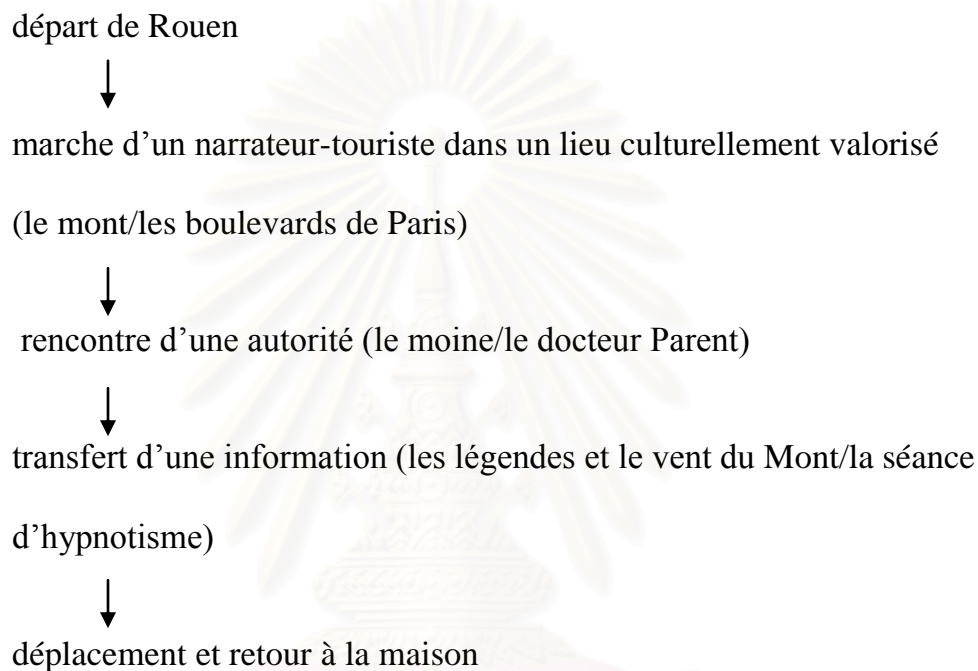 départ de Rouen
marche d’un narrateur-touriste dans un lieu culturellement valorisé
(le mont/les boulevards de Paris)
rencontre d’une autorité (le moine/le docteur Parent)
transfert d’une information (les légendes et le vent du Mont/la séance
d’hypnotisme)
déplacement et retour à la maison